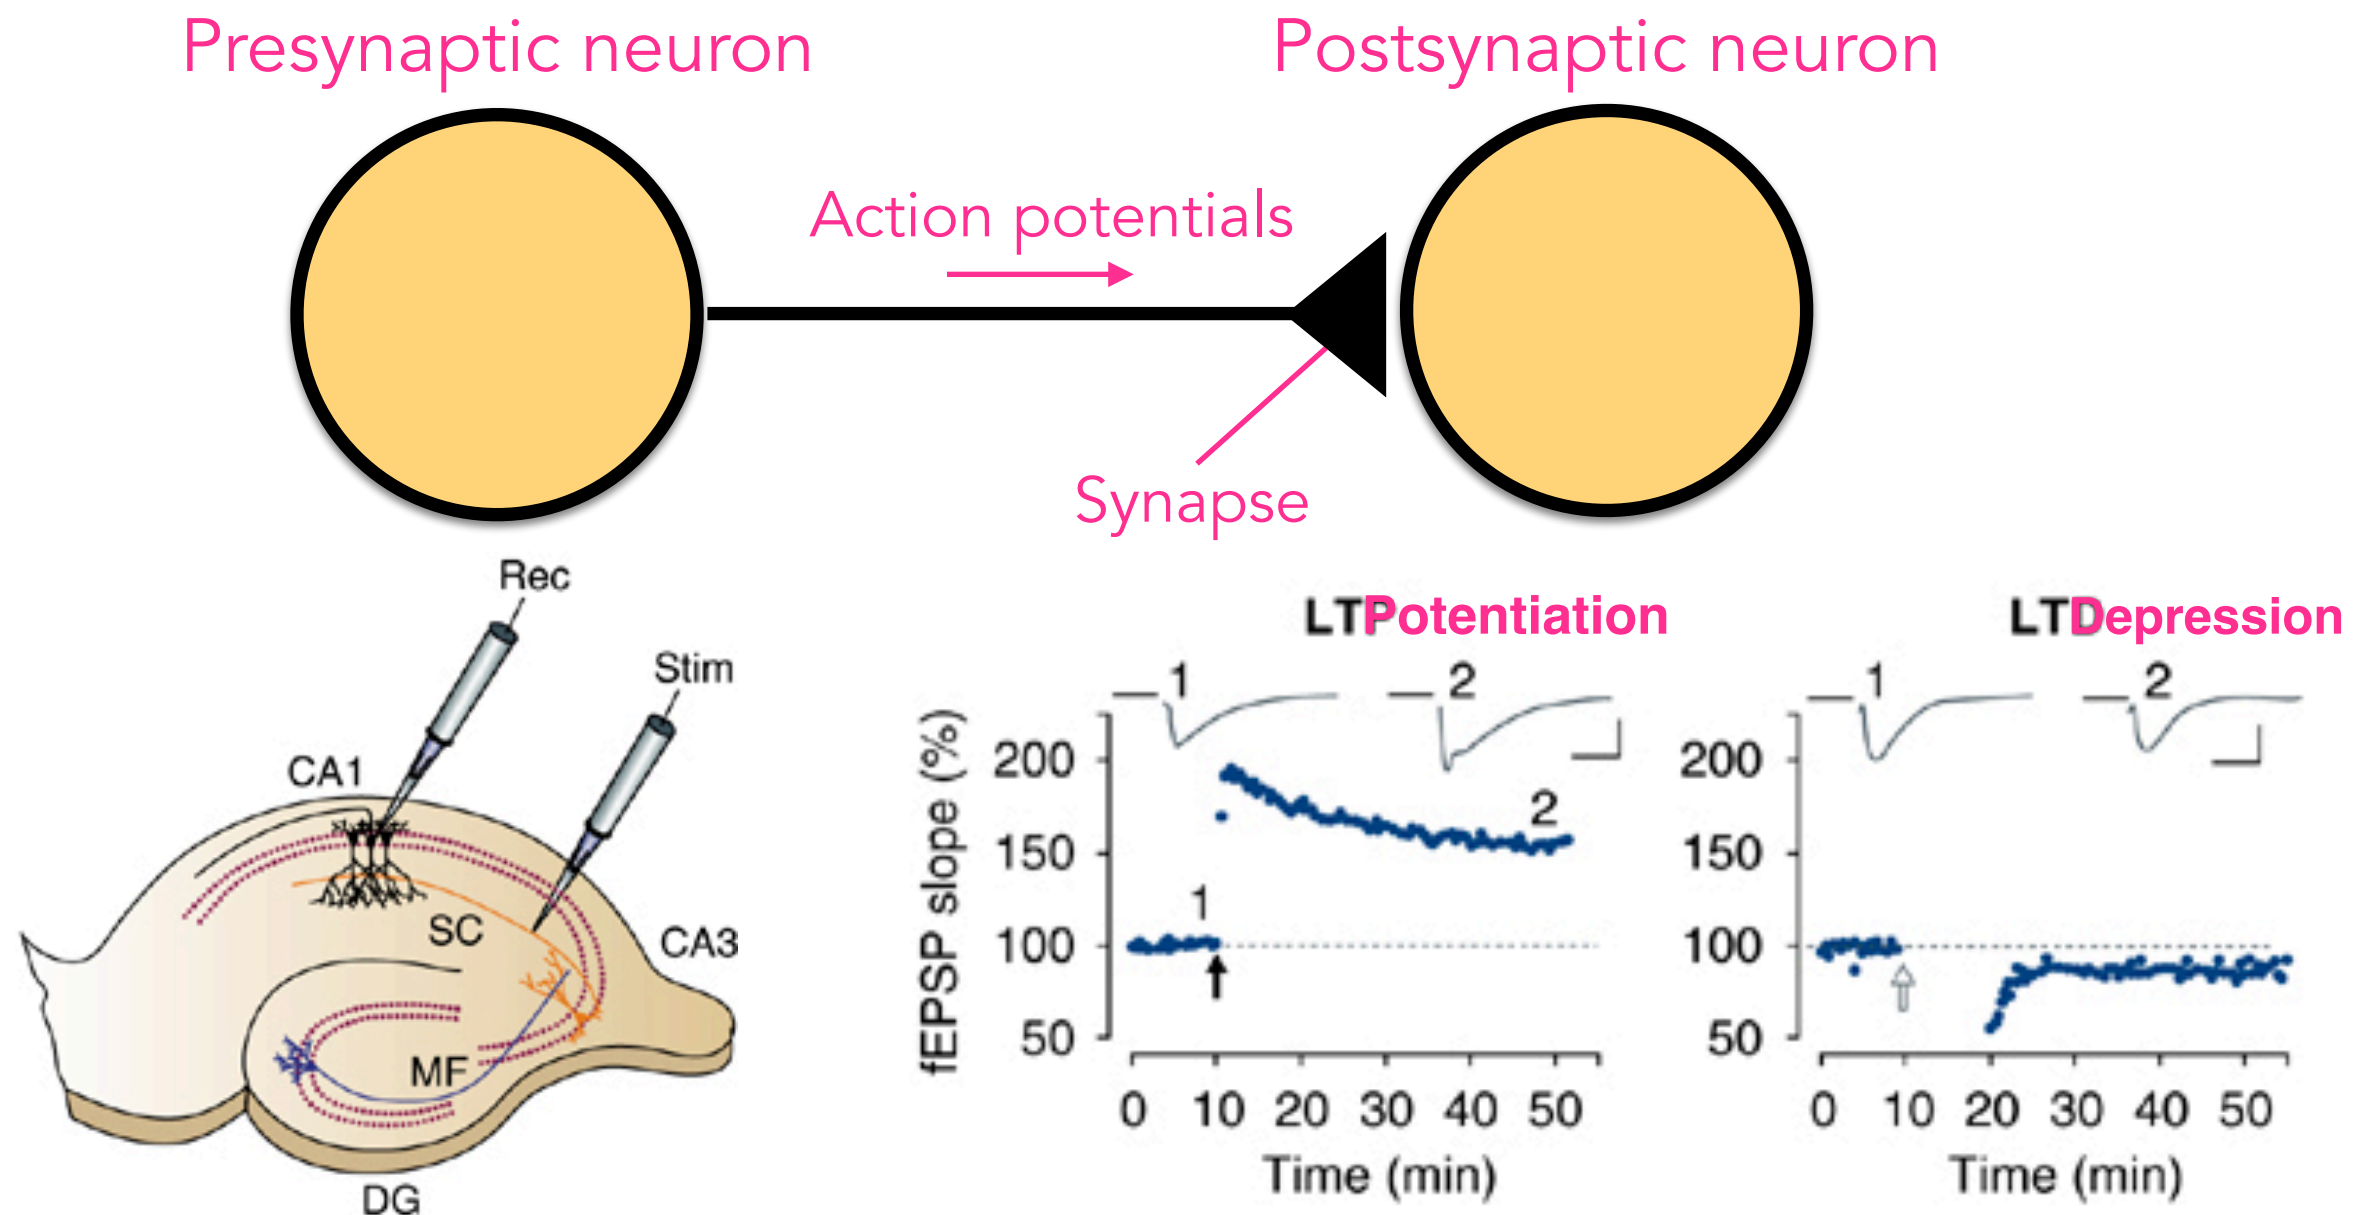 Presynaptic neuron
Postsynaptic neuron
Action potentials
Synapse
Rec
Stim
CA1
SC
CA3
MF
DG
LTPotentiation
1
2
fEPSP slope (%)
200
150
100
50
1
2
0 10 20 30 40 50
Time (min)
LTDepression
1
2
200
150
100
50
0 10 20 30 40 50
Time (min)